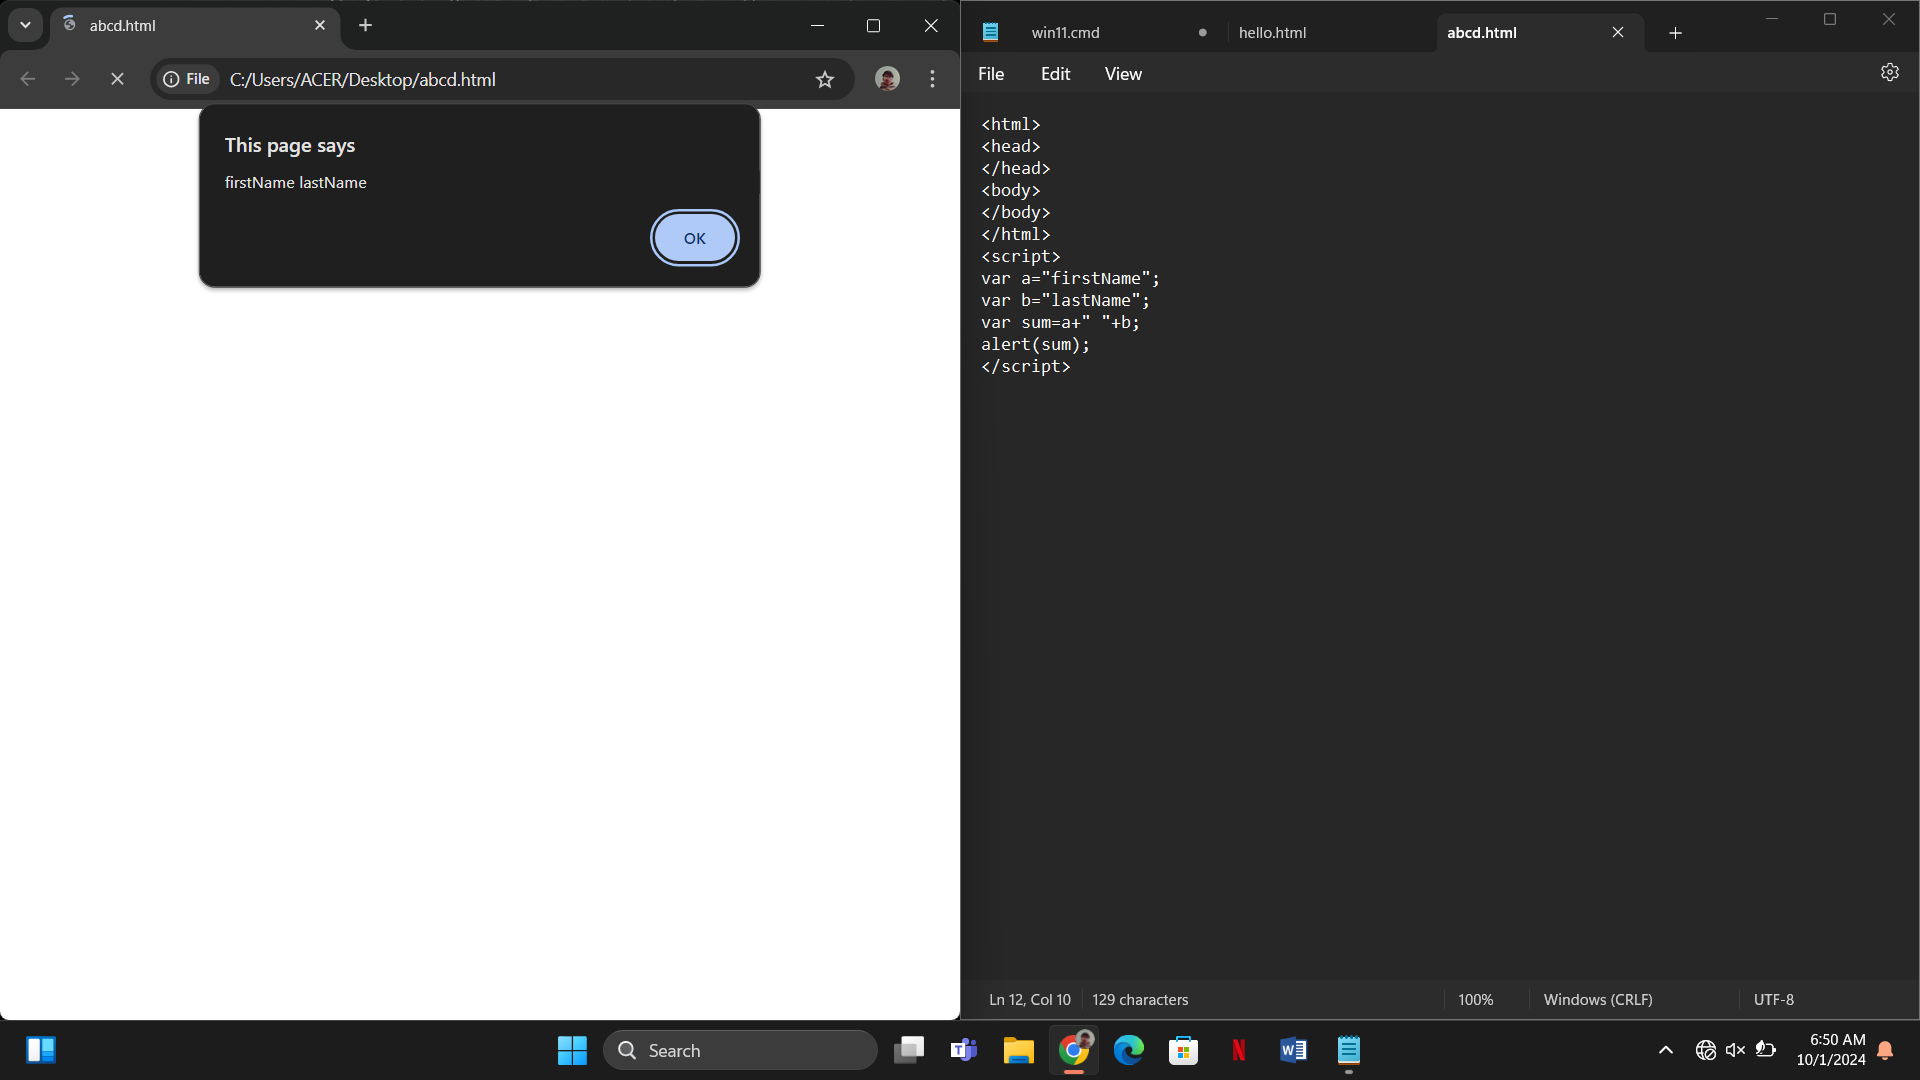 abcd.html
File
C:/Users/ACER/Desktop/abcd.html
This page says
firstName lastName
OK
win11.cmd
hello.html
abcd.html
File
Edit
View
<html>
<head>
</head>
<body>
</body>
</html>
<script>
var a="firstName";
var b="lastName";
var sum=a+" "+b;
alert(sum);
</script>
Ln 12, Col 10
129 characters
100%
Windows (CRLF)
UTF-8
Search
6:50 AM
10/1/2024